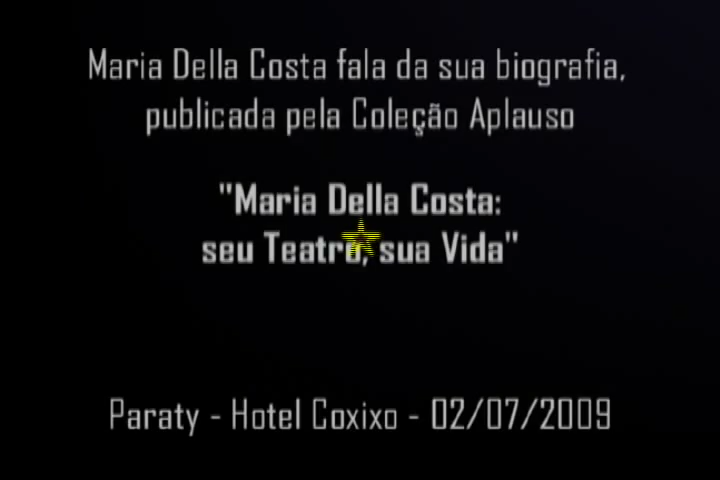 Maria Della Costa fala da sua biografia,
publicada pela Coleção Aplauso
"Maria Della Costa:
seu Teatro, sua Vida"
Paraty - Hotel Coxixo - 02/07/2009